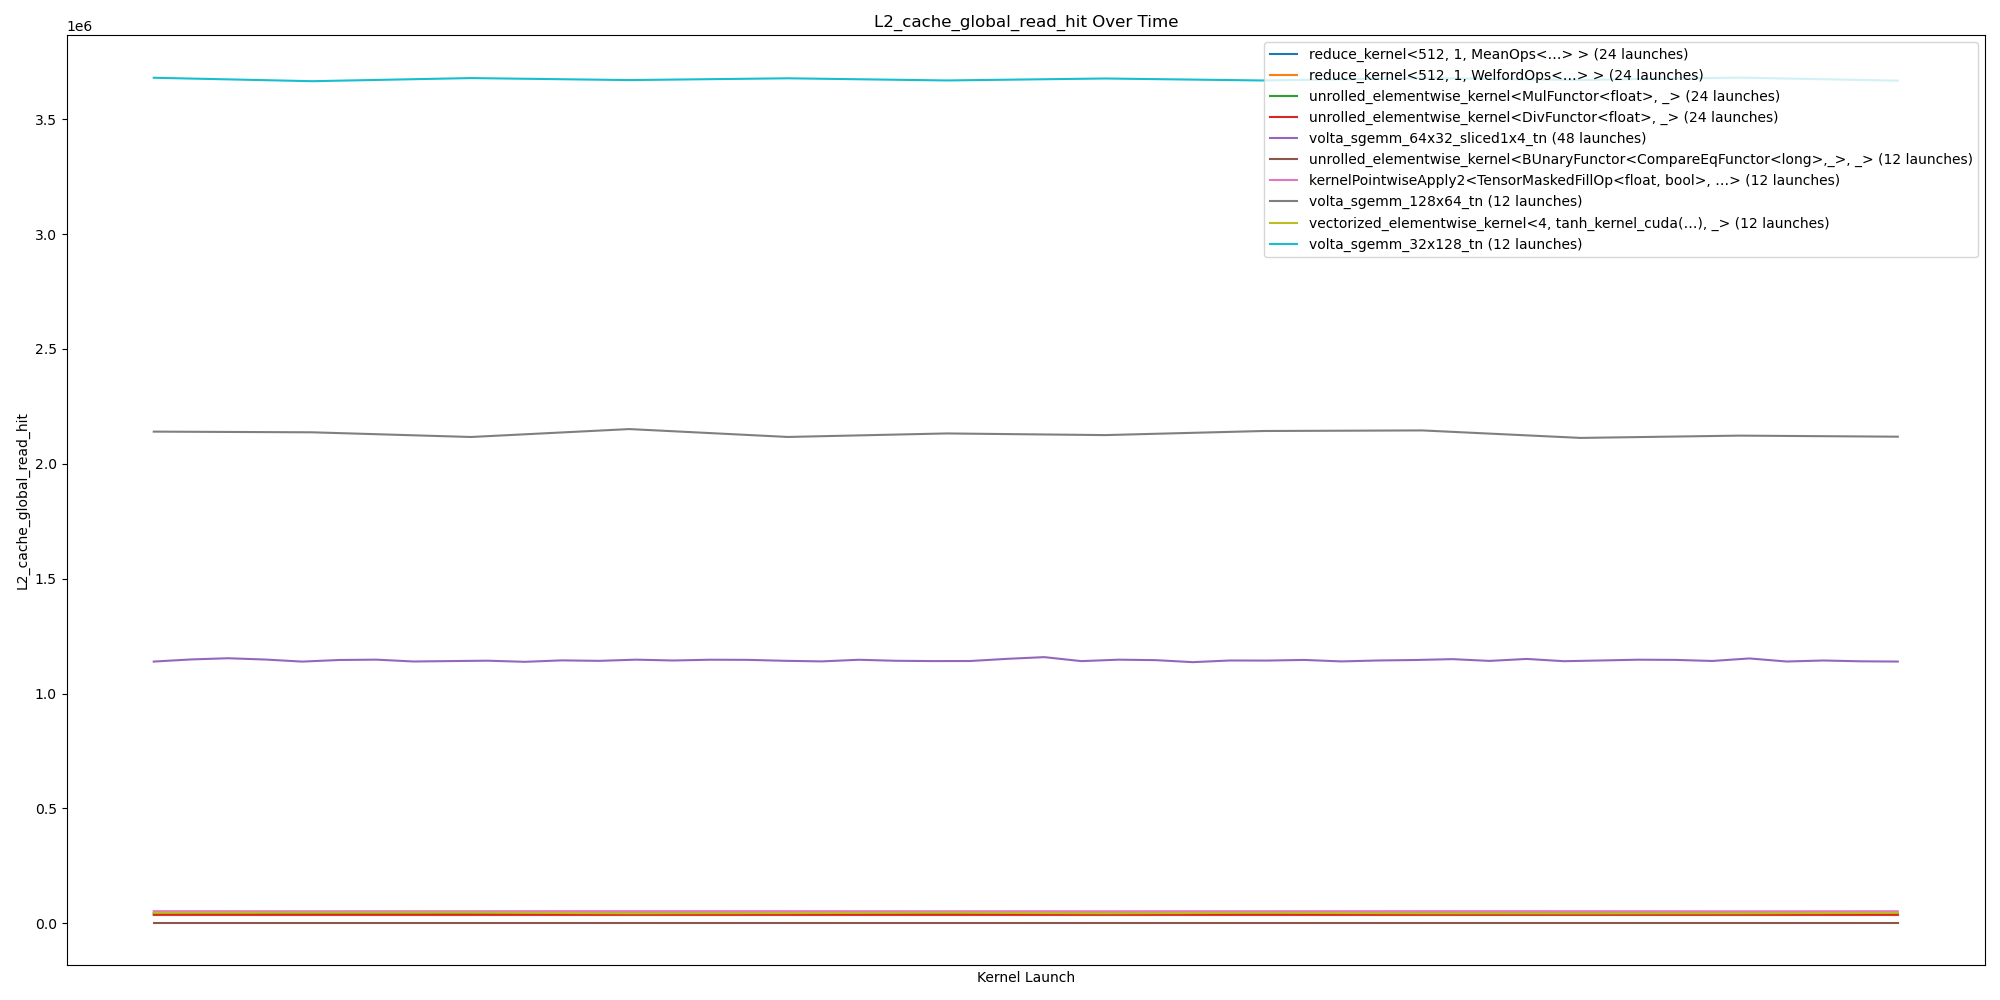 L2_cache_global_read_hit Over Time
1e6
reduce_kernel<512, 1, MeanOps<...> > (24 launches)
reduce_kernel<512, 1, WelfordOps<...> > (24 launches)
unrolled_elementwise_kernel<MulFunctor<float>, _> (24 launches)
unrolled_elementwise_kernel<DivFunctor<float>, _> (24 launches)
volta_sgemm_64x32_sliced1x4_tn (48 launches)
unrolled_elementwise_kernel<BUnaryFunctor<CompareEqFunctor<long>,_>, _> (12 launches)
kernelPointwiseApply2<TensorMaskedFillOp<float, bool>, ...> (12 launches)
volta_sgemm_128x64_tn (12 launches)
vectorized_elementwise_kernel<4, tanh_kernel_cuda(...), _> (12 launches)
volta_sgemm_32x128_tn (12 launches)
3.5
3.0
2.5
2.0
1.5
1.0
0.5
0.0
L2_cache_global_read_hit
Kernel Launch